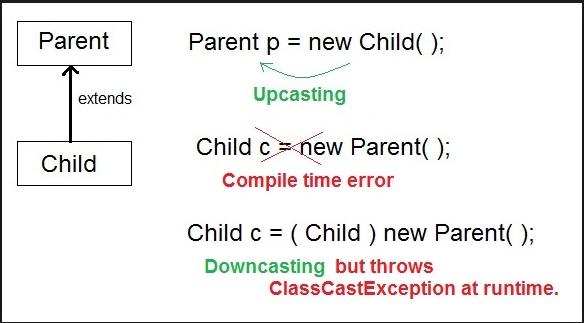 Parent
extends
Child
Parent p = new Child( );
Upcasting
Child c = new Parent( );
Compile time error
Child c = ( Child ) new Parent( );
Downcasting but throws
ClassCastException at runtime.